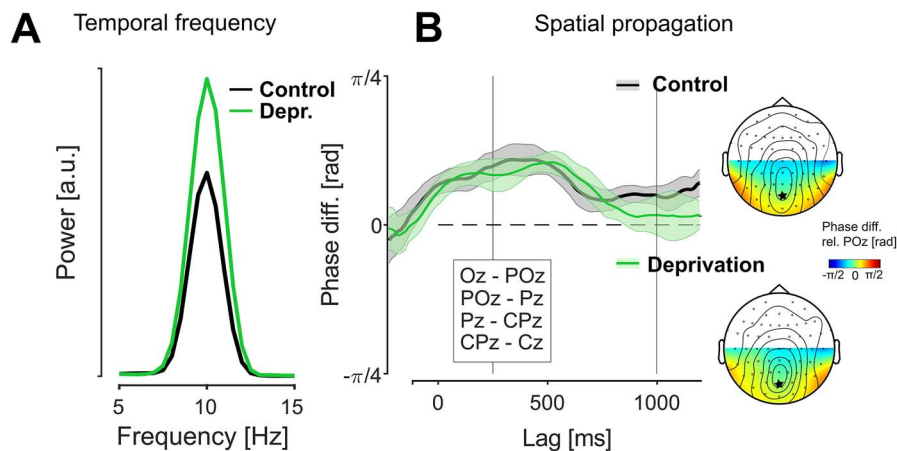 A
Temporal frequency
Power [a.u.]
Control
Depr.
5
10
15
Frequency [Hz]
B
Spatial propagation
Phase diff. [rad]
π/4
0
-π/4
Control
Deprivation
Oz - POz
POz - Pz
Pz - CPz
CPz - Cz
0
500
1000
Lag [ms]
Phase diff.
rel. POz [rad]
-π/2 0 π/2